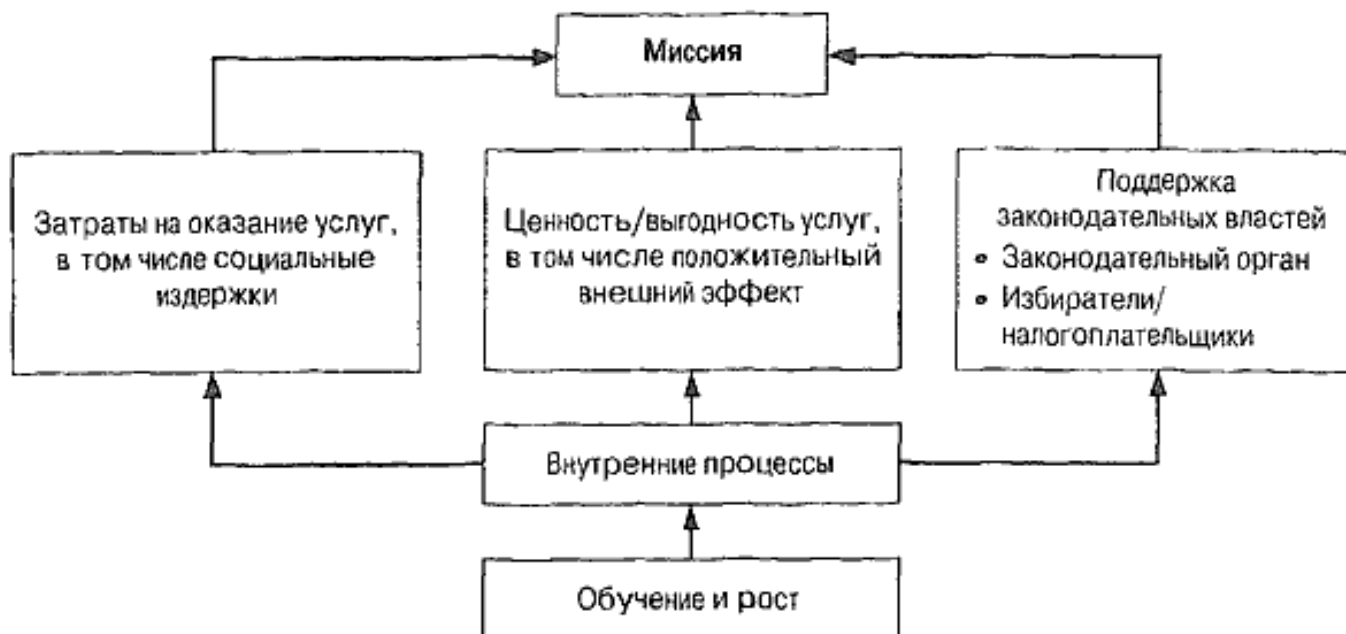 Миссия
Затраты на оказание услуг,
в том числе социальные
издержки
Ценность/выгодность услуг,
в том числе положительный
внешний эффект
Поддержка
законодательных властей
• Законодательный орган
• Избиратели/
налогоплательщики
Внутренние процессы
Обучение и рост